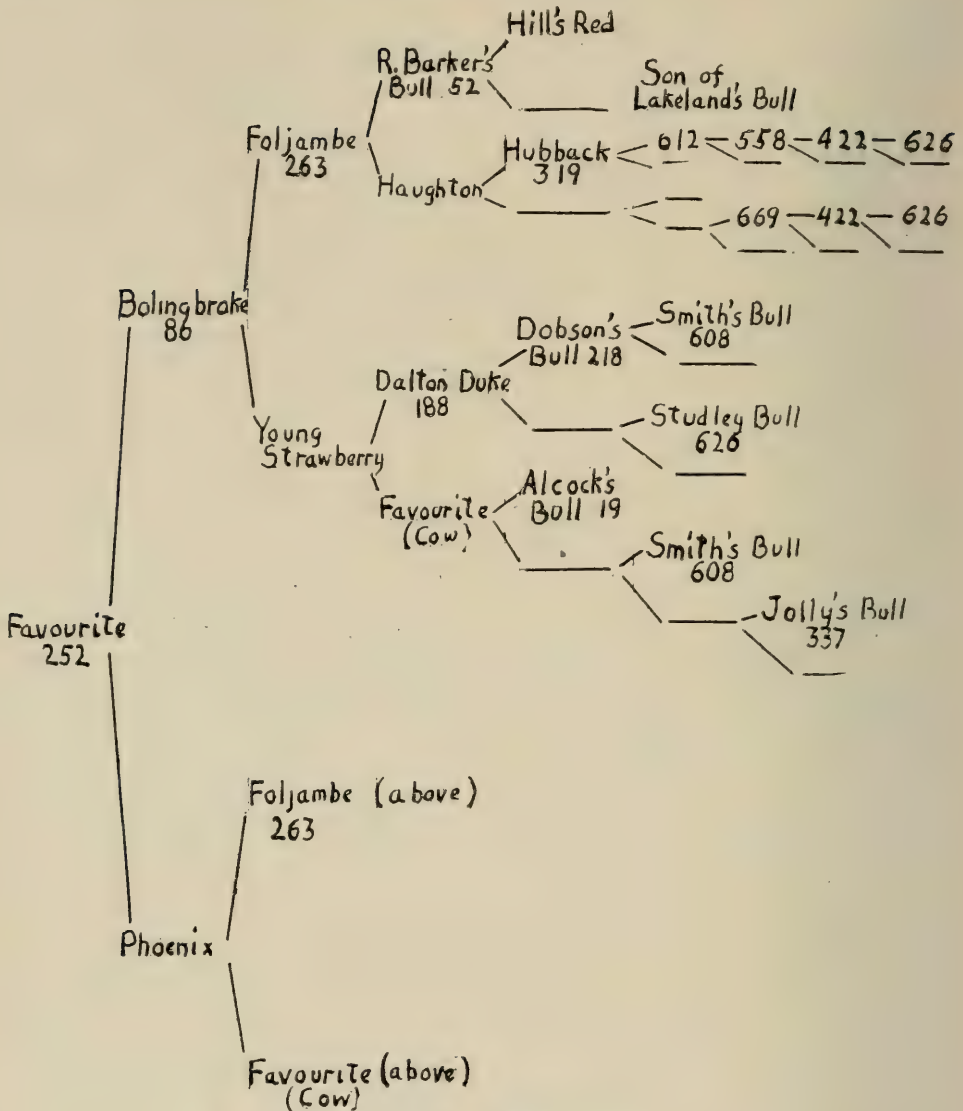 Hill's Red
R. Barker's
Bull 52
Son of
Lakeland's Bull
Foljambe
263
Hubback
319
612 — 558 — 422 — 626
Haughton
669 — 422 — 626
Bolingbroke
86
Dobson's
Bull 218
Smith's Bull
608
Dalton Duke
188
Studley Bull
626
Young
Strawberry
Alcock's
Bull 19
Favourite
(Cow)
Smith's Bull
608
Jolly's Bull
337
Favourite
252
Foljambe (above)
263
Phoenix
Favourite (above)
(Cow)